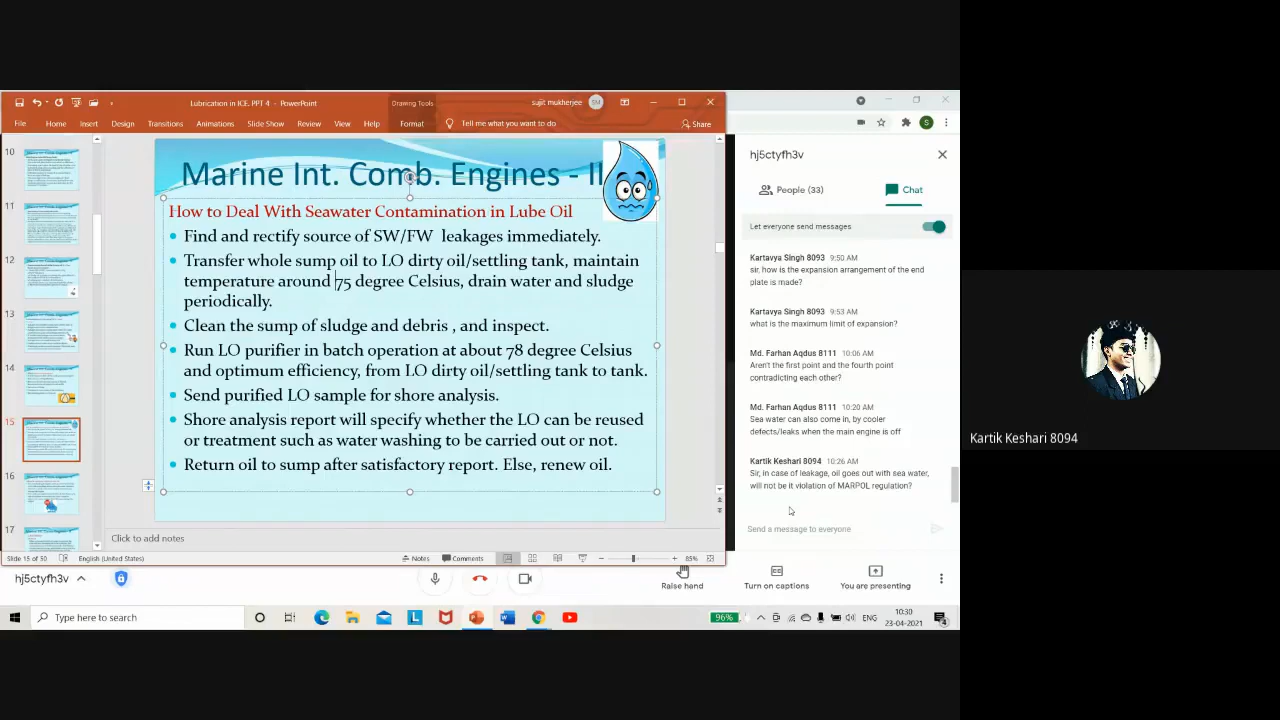 Lubrication in ICE. PPT 4 - PowerPoint
Drawing Tools
sujit mukherjee
SM
File Home Insert Design Transitions Animations Slide Show Review View Help Format Tell me what you want to do Share
10
11
12
13
14
15
16
17
Marine Int. Comb. Engines - II
How to Deal With Seawater Contamination in Lube Oil
Find and rectify source of SW/FW leakages immediately.
Transfer whole sump oil to LO dirty oil/settling tank, maintain
temperature around 75 degree Celsius, drain water and sludge
periodically.
Clean the sump of sludge and debris , and inspect.
Run LO purifier in batch operation at about 78 degree Celsius
and optimum efficiency, from LO dirty oil/settling tank to tank.
Send purified LO sample for shore analysis.
Shore analysis report will specify whether the LO can be reused
or treatment such as water washing to be carried out or not.
Return oil to sump after satisfactory report. Else, renew oil.
Click to add notes
Slide 15 of 30 English (United States) Notes Comments 85%
S
hj5ctyfh3v
People (33) Chat
Let everyone send messages
Kartavya Singh 8093 9:50 AM
sir, how is the expansion arrangement of the end
plate is made?
Kartavya Singh 8093 9:53 AM
what is the maximum limit of expansion?
Md. Farhan Aqdus 8111 10:06 AM
Aren't the first point and the fourth point
contradicting each other?
Md. Farhan Aqdus 8111 10:20 AM
Sea water can also come in, by cooler
defects/leaks when the main engine is off
Kartik Keshari 8094 10:26 AM
Sir, in case of leakage, oil goes out with sea water,
will not be it violation of MARPOL regulation?
Send a message to everyone
hj5ctyfh3v
Raise hand Turn on captions You are presenting
Type here to search
96%
ENG
10:30
23-04-2021
4
Kartik Keshari 8094